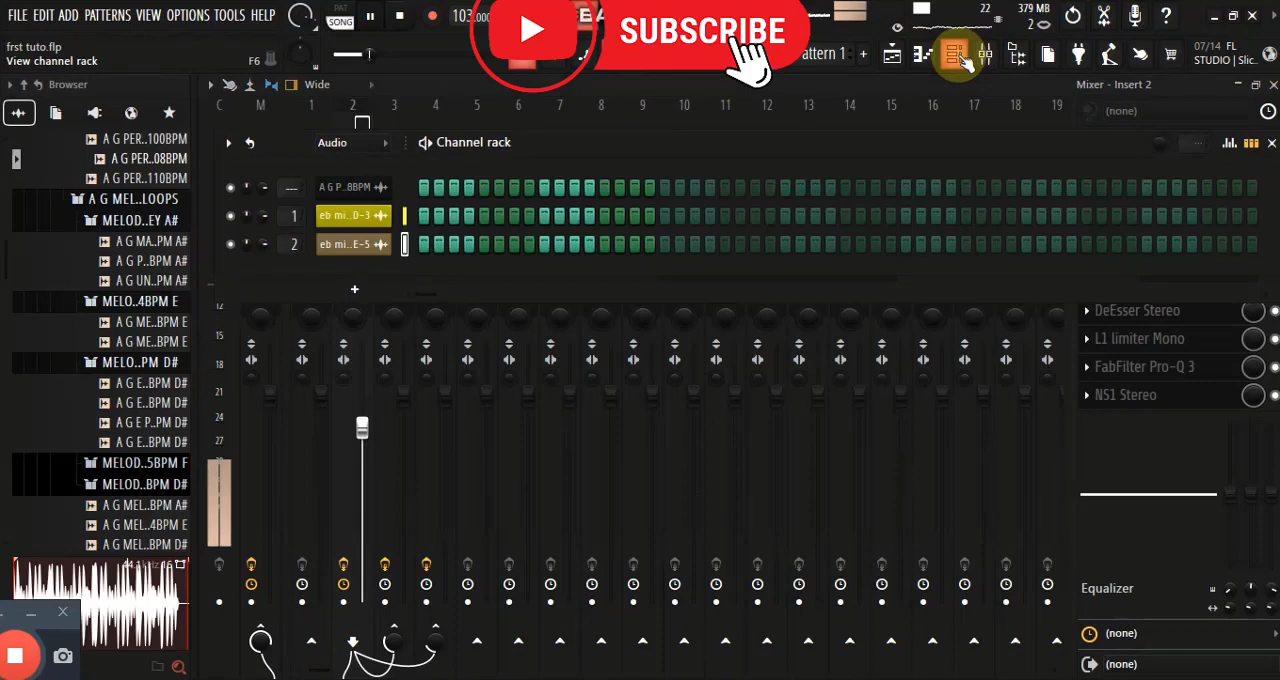 FILE EDIT ADD PATTERNS VIEW OPTIONS TOOLS HELP
PAT
SONG
103
SUBSCRIBE
22
379 MB
2
frst tuto.flp
View channel rack
F6
attern 1
07/14 FL
STUDIO | Slic..
Browser
Wide
Mixer - Insert 2
C M 1 2 3 4 5 6 7 8 9 10 11 12 13 14 15 16 17 18 19
(none)
A G PER..100BPM
A G PER..08BPM
A G PER..110BPM
A G MEL..LOOPS
MELOD..EY A#
A G MA..PM A#
A G P..BPM A#
A G UN..PM A#
MELO..4BPM E
A G ME..BPM E
A G ME..BPM E
MELO..PM D#
A G E..BPM D#
A G E P..PM D#
A G E..BPM D#
A G E..BPM D#
MELOD..5BPM F
MELOD..BPM D#
A G MEL..BPM A#
A G MEL..4BPM E
A G MEL..BPM D#
Audio
Channel rack
--- A G P..8BPM
1 eb mi...D-3
2 eb mi...E-5
12
15
18
21
24
27
DeEsser Stereo
L1 limiter Mono
FabFilter Pro-Q 3
NS1 Stereo
Equalizer
(none)
(none)